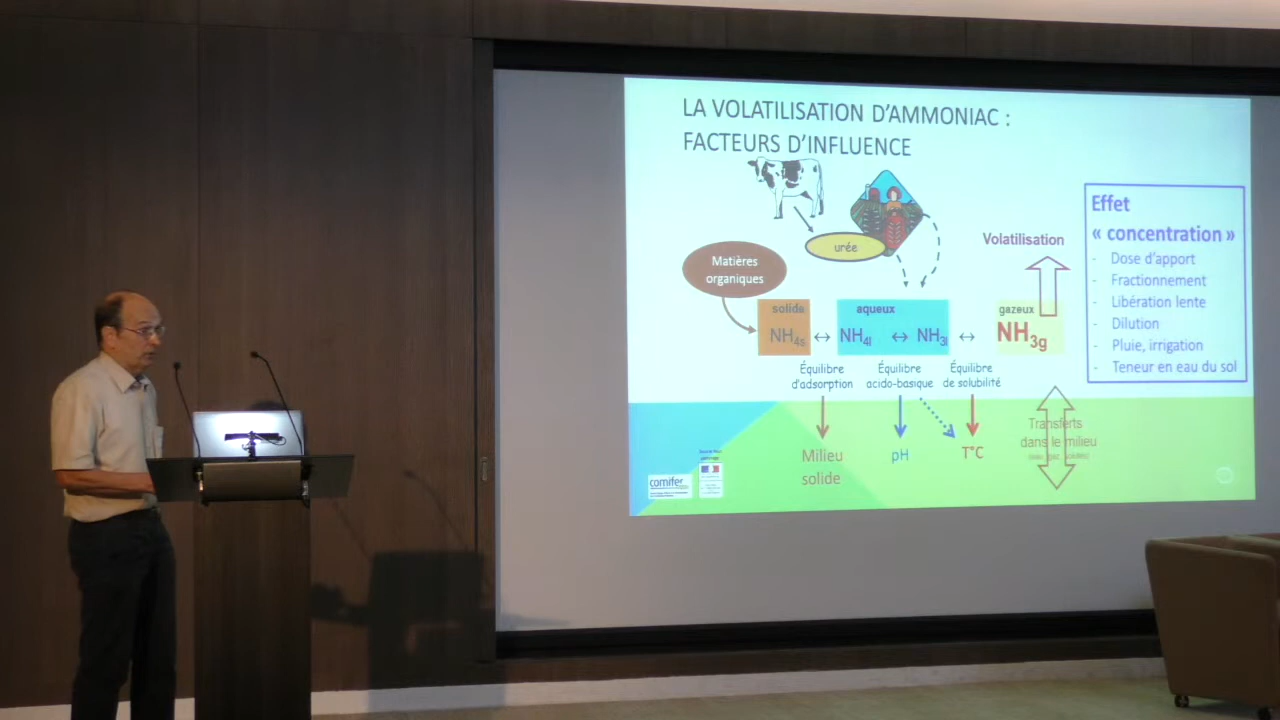 LA VOLATILISATION D'AMMONIAC :
FACTEURS D'INFLUENCE
urée
Matières
organiques
Volatilisation
solide
NH4s
↔
aqueux
NH4l ↔ NH3l
↔
gazeux
NH3g
Équilibre
d'adsorption
Équilibre
acido-basique
Équilibre
de solubilité
Milieu
solide
pH
T°C
Transferts
dans le milieu
Effet
« concentration »
- Dose d'apport
- Fractionnement
- Libération lente
- Dilution
- Pluie, irrigation
- Teneur en eau du sol
comifer